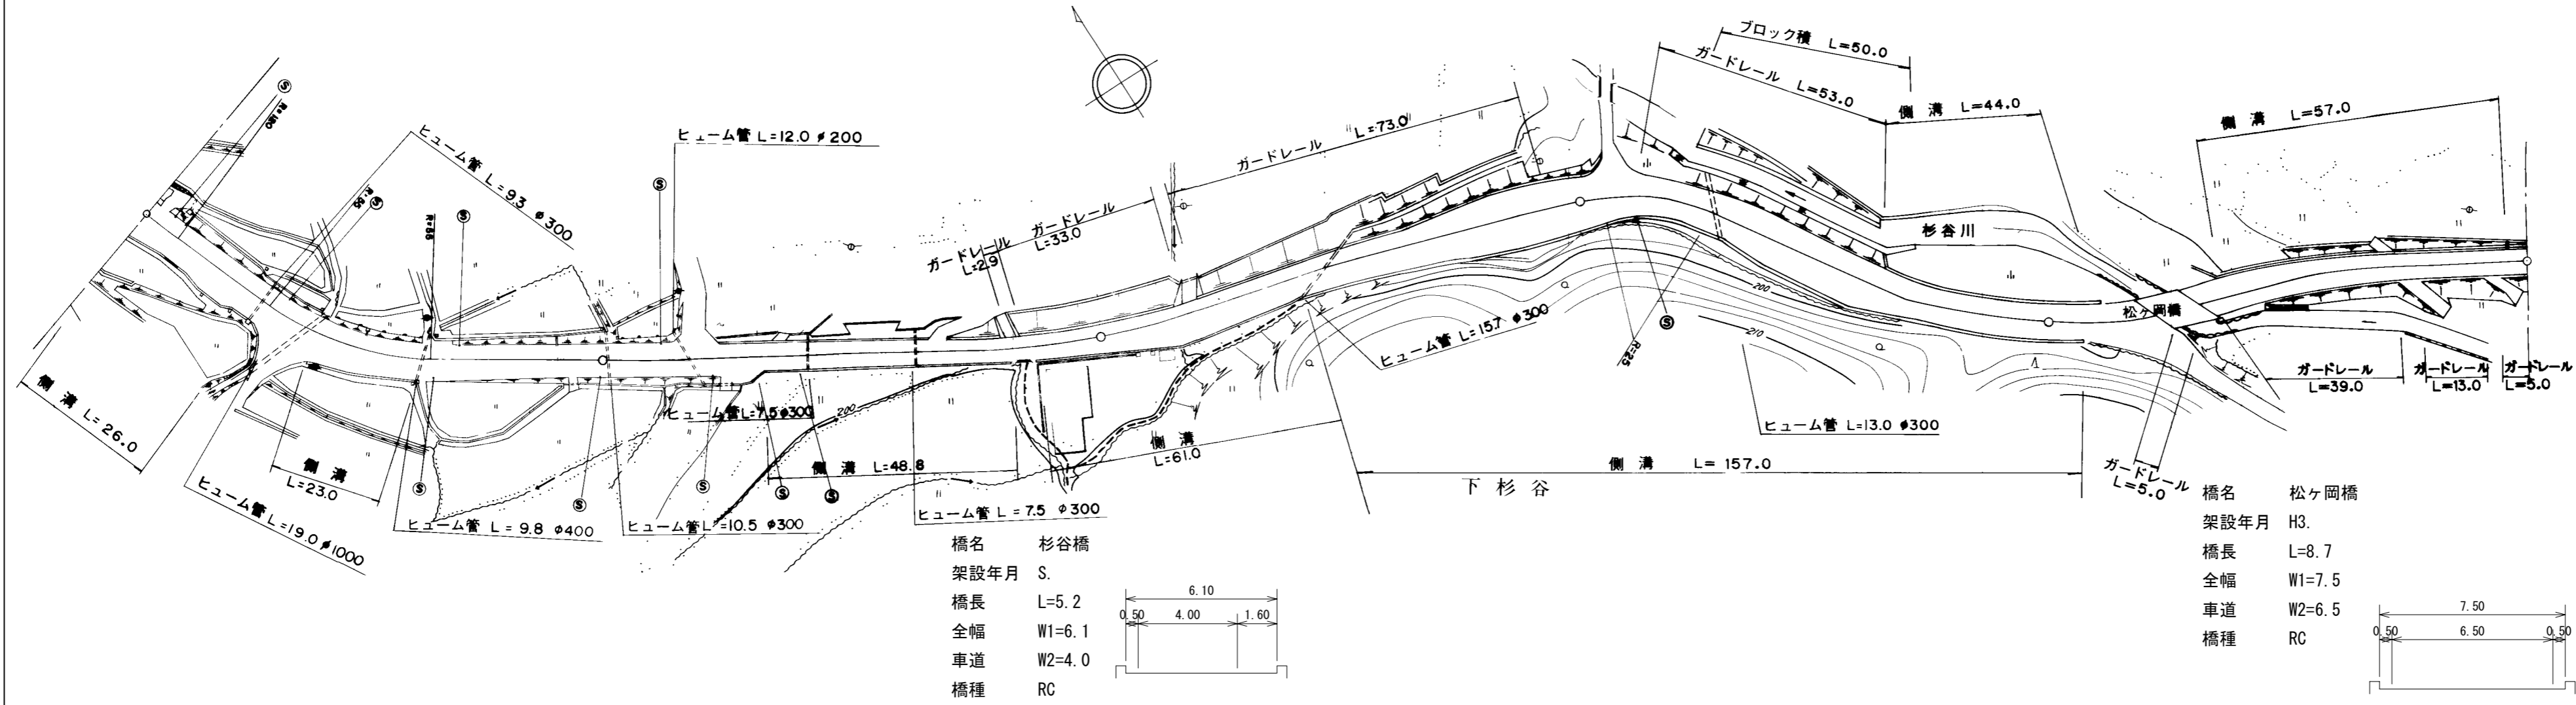 ブロック積 L=50.0
ガードレール L=53.0
側溝 L=44.0
側溝 L=57.0
ガードレール L=73.0
ガードレール
L=33.0
ガードレール
L=2.9
ヒューム管 L=12.0 φ200
ヒューム管 L=9.3 φ300
Ⓢ
R=55
Ⓢ
R=55
Ⓢ
Ⓢ
杉谷川
松ヶ岡橋
200
210
Ⓢ
R=25
ヒューム管 L=15.7 φ300
ヒューム管 L=13.0 φ300
ガードレール
L=39.0
ガードレール
L=13.0
ガードレール
L=5.0
ガードレール
L=5.0
側溝 L=26.0
側溝
L=23.0
ヒューム管 L=19.0 φ1000
ヒューム管 L=9.8 φ400
ヒューム管 L=10.5 φ300
ヒューム管 L=7.5 φ300
200
側溝 L=48.8
ヒューム管 L=7.5 φ300
側溝
L=61.0
側溝 L=157.0
下杉谷
Ⓢ
Ⓢ
Ⓢ
Ⓢ
Ⓢ
橋名 杉谷橋
架設年月 S.
橋長 L=5.2
全幅 W1=6.1
車道 W2=4.0
橋種 RC
6.10
0.50 4.00 1.60
橋名 松ヶ岡橋
架設年月 H3.
橋長 L=8.7
全幅 W1=7.5
車道 W2=6.5
橋種 RC
7.50
0.50 6.50 0.50